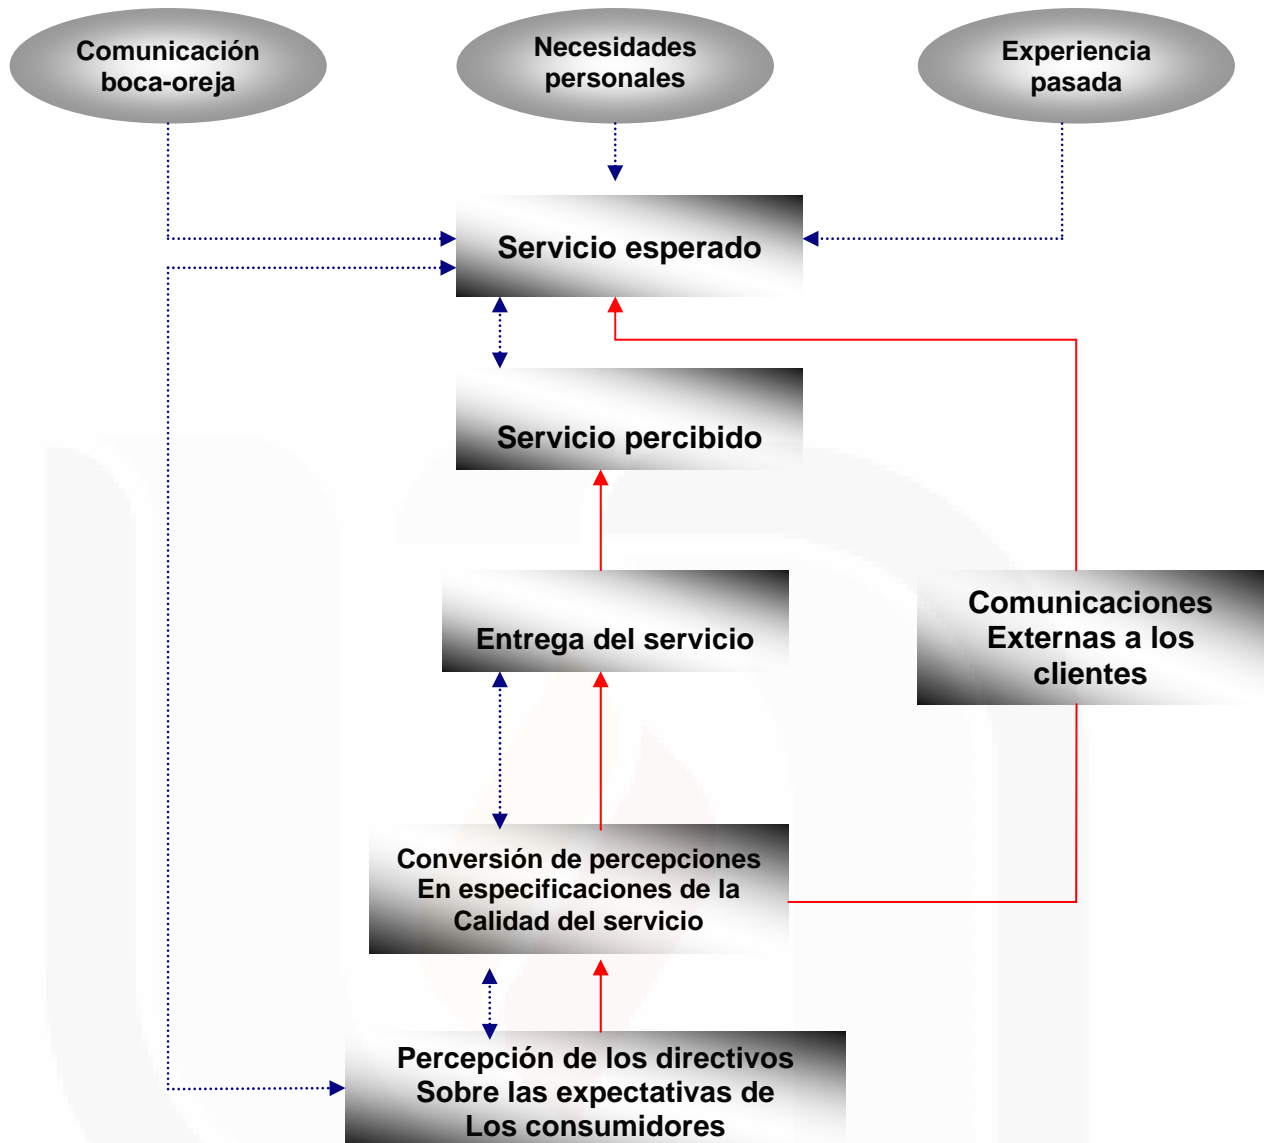 Comunicación
boca-oreja
Necesidades
personales
Experiencia
pasada
Servicio esperado
Servicio percibido
Entrega del servicio
Comunicaciones
Externas a los
clientes
Conversión de percepciones
En especificaciones de la
Calidad del servicio
Percepción de los directivos
Sobre las expectativas de
Los consumidores